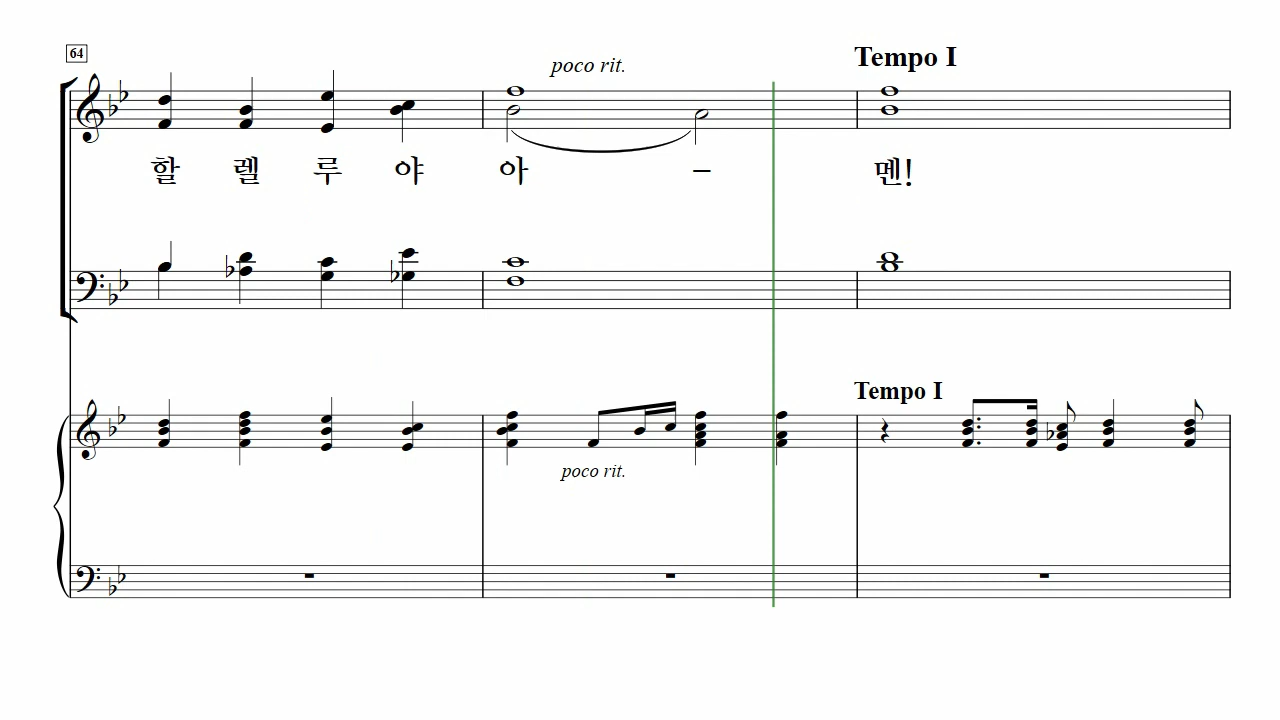 64
poco rit.
Tempo I
할 렐 루 야 아 – 멘!
Tempo I
poco rit.